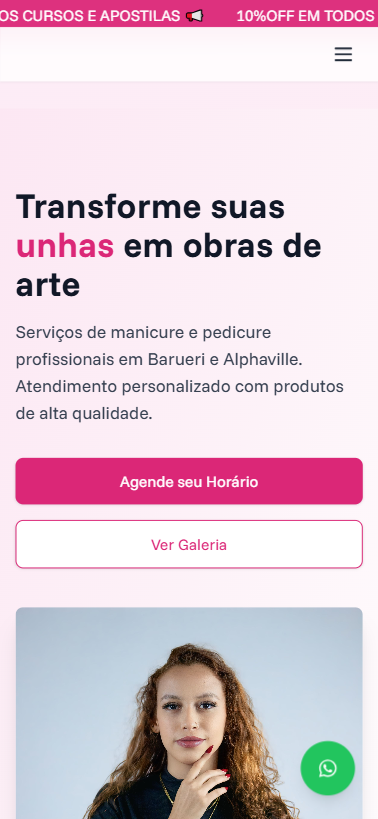 OS CURSOS E APOSTILAS 📢 10%OFF EM TODOS
Transforme suas
unhas em obras de
arte
Serviços de manicure e pedicure
profissionais em Barueri e Alphaville.
Atendimento personalizado com produtos
de alta qualidade.
Agende seu Horário
Ver Galeria